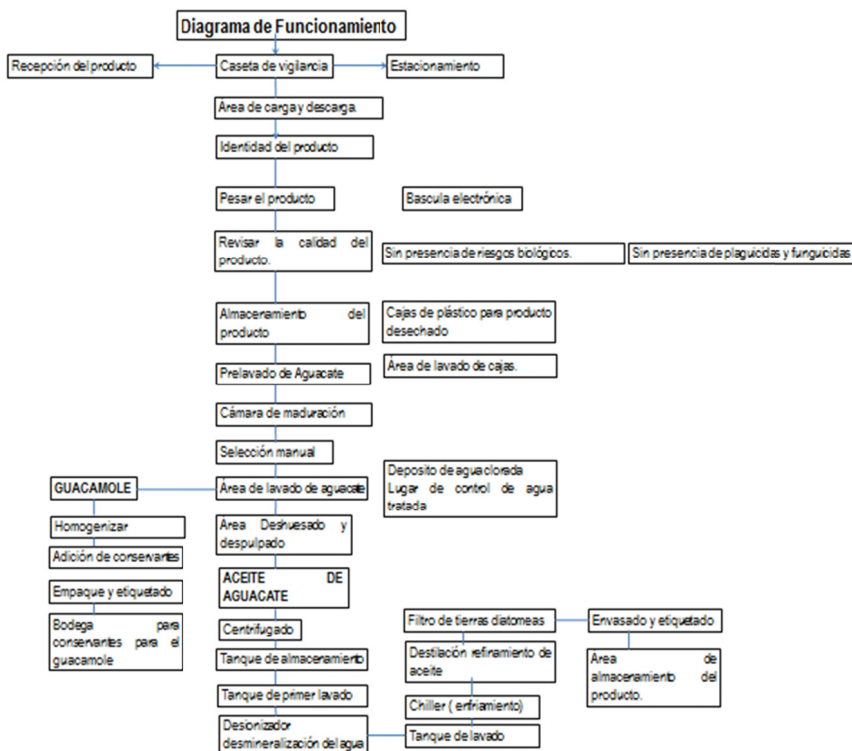 Diagrama de Funcionamiento
Recepción del producto
Caseta de vigilancia
Estacionamiento
Area de carga y descarga.
Identidad del producto
Pesar el producto
Bascula electrónica
Revisar la calidad del
producto.
Sin presencia de riesgos biológicos.
Sin presencia de plaguicidas y funguicidas
Almacenamiento del
producto
Cajas de plástico para producto
desechado
Prelavado de Aguacate
Área de lavado de cajas.
Cámara de maduración
Selección manual
GUACAMOLE
Área de lavado de aguacate
Deposito de agua clorada
Lugar de control de agua
tratada
Homogenizar
Área Deshuesado y
despulpado
Adición de conservantes
ACEITE DE
AGUACATE
Empaque y etiquetado
Bodega para
conservantes para el
guacamole
Centrifugado
Filtro de tierras diatomeas
Envasado y etiquetado
Tanque de almacenamiento
Destilación refinamiento de
aceite
Area de
almacenamiento del
producto.
Tanque de primer lavado
Chiller ( enfriamiento)
Desionizador
desmineralización del agua
Tanque de lavado